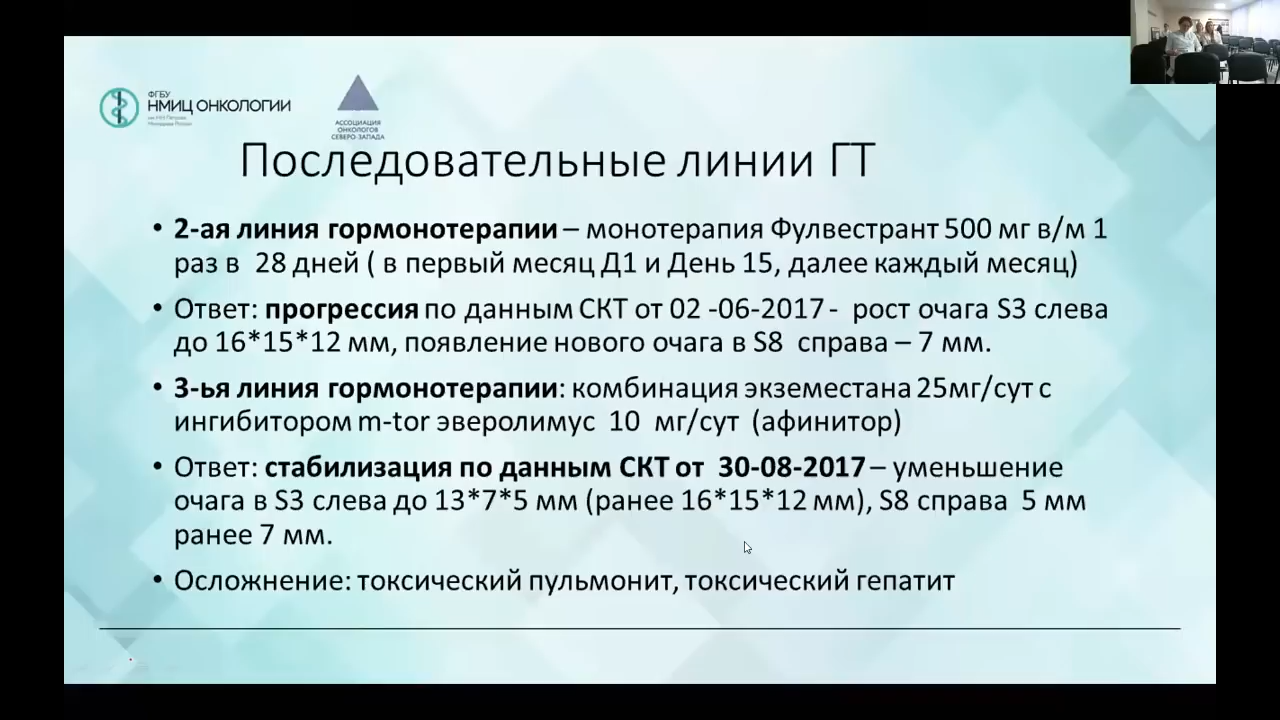 ФГБУ
НМИЦ ОНКОЛОГИИ
АССОЦИАЦИЯ
ОНКОЛОГОВ
СЕВЕРО-ЗАПАДА
Последовательные линии ГТ
• 2-ая линия гормонотерапии – монотерапия Фулвестрант 500 мг в/м 1
раз в 28 дней ( в первый месяц Д1 и День 15, далее каждый месяц)
• Ответ: прогрессия по данным СКТ от 02 -06-2017 - рост очага S3 слева
до 16*15*12 мм, появление нового очага в S8 справа – 7 мм.
• 3-ья линия гормонотерапии: комбинация экземестана 25мг/сут с
ингибитором m-tor эверолимус 10 мг/сут (афинитор)
• Ответ: стабилизация по данным СКТ от 30-08-2017 – уменьшение
очага в S3 слева до 13*7*5 мм (ранее 16*15*12 мм), S8 справа 5 мм
ранее 7 мм.
• Осложнение: токсический пульмонит, токсический гепатит